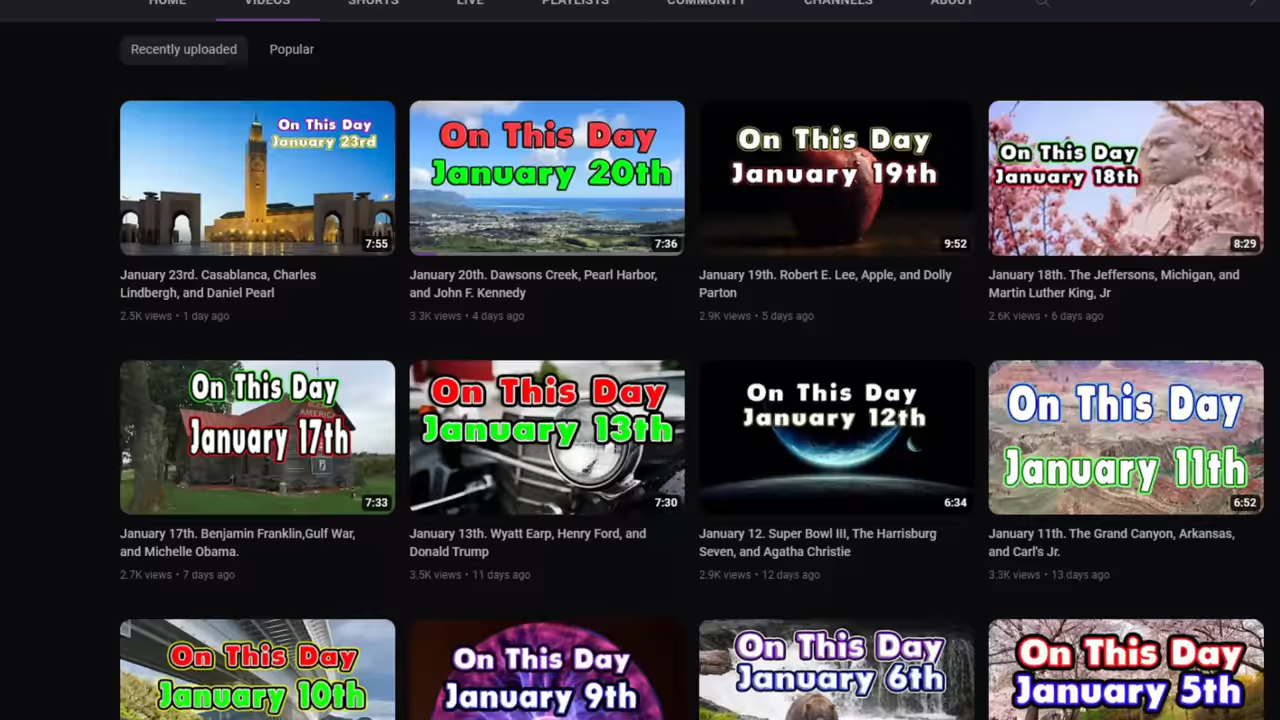 HOME VIDEOS SHORTS LIVE PLAYLISTS COMMUNITY CHANNELS ABOUT
Recently uploaded Popular
On This Day
January 23rd
7:55
On This Day
January 20th
7:36
On This Day
January 19th
9:52
On This Day
January 18th
8:29
January 23rd. Casablanca, Charles
Lindbergh, and Daniel Pearl
2.5K views • 1 day ago
January 20th. Dawsons Creek, Pearl Harbor,
and John F. Kennedy
3.3K views • 4 days ago
January 19th. Robert E. Lee, Apple, and Dolly
Parton
2.9K views • 5 days ago
January 18th. The Jeffersons, Michigan, and
Martin Luther King, Jr
2.6K views • 6 days ago
On This Day
AMERICA
January 17th
7:33
On This Day
January 13th
7:30
On This Day
January 12th
6:34
On This Day
January 11th
6:52
January 17th. Benjamin Franklin,Gulf War,
and Michelle Obama.
2.7K views • 7 days ago
January 13th. Wyatt Earp, Henry Ford, and
Donald Trump
3.5K views • 11 days ago
January 12. Super Bowl III, The Harrisburg
Seven, and Agatha Christie
2.9K views • 12 days ago
January 11th. The Grand Canyon, Arkansas,
and Carl's Jr.
3.3K views • 13 days ago
On This Day
January 10th
On This Day
January 9th
On This Day
January 6th
On This Day
January 5th